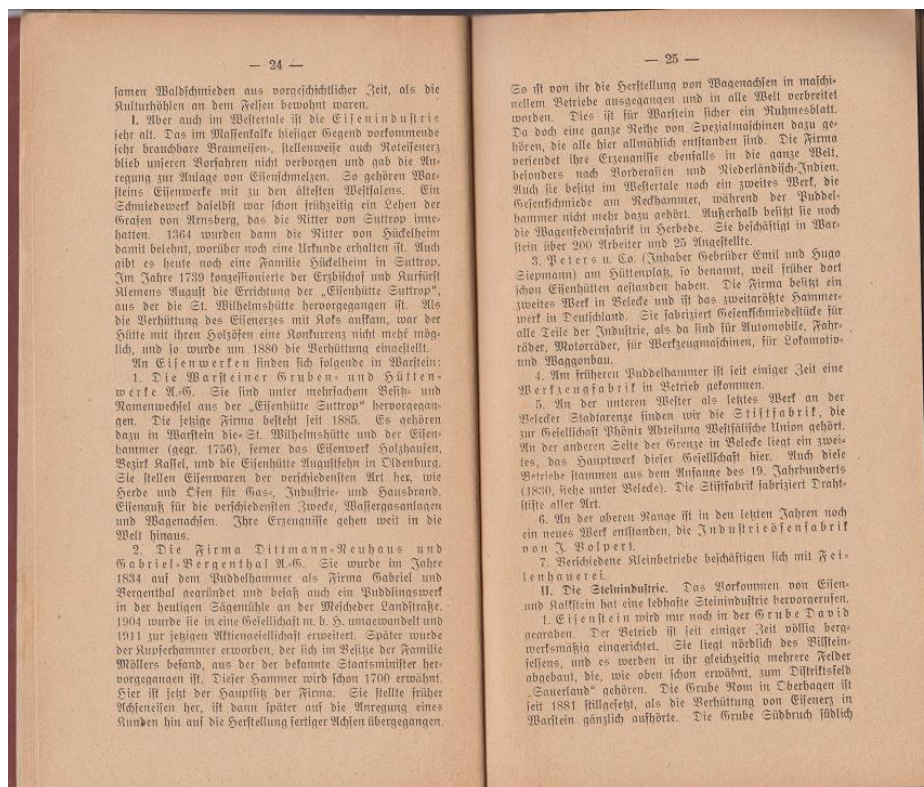 — 24 —
samen Waldschmieden aus vorgeschichtlicher Zeit, als die
Kulturhöhlen an dem Felsen bewohnt waren.
I. Aber auch im Westertale ist die Eisenindustrie
sehr alt. Das im Massenkalke hiesiger Gegend vorkommende
sehr brauchbare Brauneisen-, stellenweise auch Roteisenerz
blieb unseren Vorfahren nicht verborgen und gab die An-
regung zur Anlage von Eisenschmelzen. So gehören War-
steins Eisenwerke mit zu den ältesten Westfalens. Ein
Schmiedewerk daselbst war schon frühzeitig ein Lehen der
Grafen von Arnsberg, das die Ritter von Suttrop inne-
hatten. 1364 wurden dann die Ritter von Hückelheim
damit belehnt, worüber noch eine Urkunde erhalten ist. Auch
gibt es heute noch eine Familie Hückelheim in Suttrop.
Im Jahre 1739 konzessionierte der Erzbischof und Kurfürst
Klemens August die Errichtung der „Eisenhütte Suttrop“,
aus der die St. Wilhelmshütte hervorgegangen ist. Als
die Verhüttung des Eisenerzes mit Koks aufkam, war der
Hütte mit ihren Holzöfen eine Konkurrenz nicht mehr mög-
lich, und so wurde um 1880 die Verhüttung eingestellt.
An Eisenwerken finden sich folgende in Warstein:
1. Die Warsteiner Gruben- und Hütten-
werke A.-G. Sie sind unter mehrfachem Besitz- und
Namenwechsel aus der „Eisenhütte Suttrop“ hervorgegan-
gen. Die jetzige Firma besteht seit 1885. Es gehören
dazu in Warstein die St. Wilhelmshütte und der Eisen-
hammer (gegr. 1756), ferner das Eisenwerk Holzhausen,
Bezirk Kassel, und die Eisenhütte Augustfehn in Oldenburg.
Sie stellen Eisenwaren der verschiedensten Art her, wie
Herde und Öfen für Gas-, Industrie- und Hausbrand.
Eisenguß für die verschiedensten Zwecke, Wassergasanlagen
und Wagenachsen. Ihre Erzeugnisse gehen weit in die
Welt hinaus.
2. Die Firma Dittmann-Neuhaus und
Gabriel-Bergenthal A.-G. Sie wurde im Jahre
1834 auf dem Puddelhammer als Firma Gabriel und
Bergenthal gegründet und besaß auch ein Puddlingswerk
in der heutigen Sägemühle an der Mescheder Landstraße.
1904 wurde sie in eine Gesellschaft m. b. H. umgewandelt und
1911 zur jetzigen Aktiengesellschaft erweitert. Später wurde
der Kupferhammer erworben, der sich im Besitze der Familie
Möllers befand, aus der der bekannte Staatsminister her-
vorgegangen ist. Dieser Hammer wird schon 1700 erwähnt.
Hier ist jetzt der Hauptsitz der Firma. Sie stellte früher
Achseneisen her, ist dann später auf die Anregung eines
Kunden hin auf die Herstellung fertiger Achsen übergegangen.
— 25 —
So ist von ihr die Herstellung von Wagenachsen in maschi-
nellem Betriebe ausgegangen und in alle Welt verbreitet
worden. Dies ist für Warstein sicher ein Ruhmesblatt.
Da doch eine ganze Reihe von Spezialmaschinen dazu ge-
hören, die alle hier allmählich entstanden sind. Die Firma
versendet ihre Erzeugnisse ebenfalls in die ganze Welt,
besonders nach Vorderasien und Niederländisch-Indien.
Auch sie besitzt im Westertale noch ein zweites Werk, die
Gesenkschmiede am Reckhammer, während der Puddel-
hammer nicht mehr dazu gehört. Außerhalb besitzt sie noch
die Wagenfedernfabrik in Herbede. Sie beschäftigt in War-
stein über 200 Arbeiter und 25 Angestellte.
3. Peters u. Co. (Inhaber Gebrüder Emil und Hugo
Siepmann) am Hüttenplatz, so benannt, weil früher dort
schon Eisenhütten gestanden haben. Die Firma besitzt ein
zweites Werk in Belecke und ist das zweitgrößte Hammer-
werk in Deutschland. Sie fabriziert Gesenkschmiedestücke für
alle Teile der Industrie, als da sind für Automobile, Fahr-
räder, Motorräder, für Werkzeugmaschinen, für Lokomotiv-
und Waggonbau.
4. Am früheren Puddelhammer ist seit einiger Zeit eine
Werkzeugfabrik in Betrieb gekommen.
5. An der unteren Wester als letztes Werk an der
Belecker Stadtgrenze finden wir die Stiftfabrik, die
zur Gesellschaft Phönix Abteilung Westfälische Union gehört.
An der anderen Seite der Grenze in Belecke liegt ein zwei-
tes, das Hauptwerk dieser Gesellschaft hier. Auch diese
Betriebe stammen aus dem Anfange des 19. Jahrhunderts
(1830, siehe unter Belecke). Die Stiftfabrik fabriziert Draht-
stifte aller Art.
6. An der oberen Range ist in den letzten Jahren noch
ein neues Werk entstanden, die Industrieöfenfabrik
von J. Volpert.
7. Verschiedene Kleinbetriebe beschäftigen sich mit Fei-
lenhauerei.
II. Die Steinindustrie. Das Vorkommen von Eisen-
und Kalkstein hat eine lebhafte Steinindustrie hervorgerufen.
1. Eisenstein wird nur noch in der Grube David
gegraben. Der Betrieb ist seit einiger Zeit völlig berg-
werksmäßig eingerichtet. Sie liegt nördlich des Bilstein-
felsens, und es werden in ihr gleichzeitig mehrere Felder
abgebaut, die, wie oben schon erwähnt, zum Distriktsfeld
„Sauerland“ gehören. Die Grube Rom in Oberhagen ist
seit 1881 stillgesetzt, als die Verhüttung von Eisenerz in
Warstein gänzlich aufhörte. Die Grube Südbruch südlich